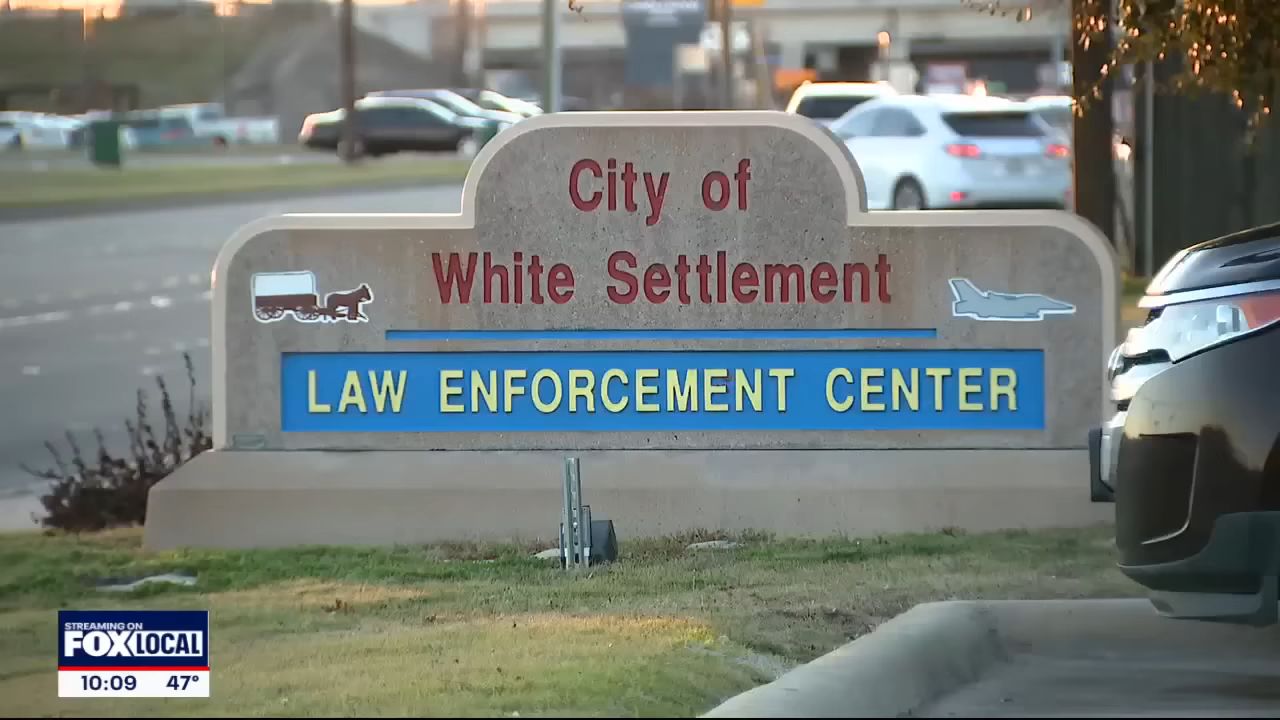 City of
White Settlement
LAW ENFORCEMENT CENTER
STREAMING ON
FOX LOCAL
10:09 47°